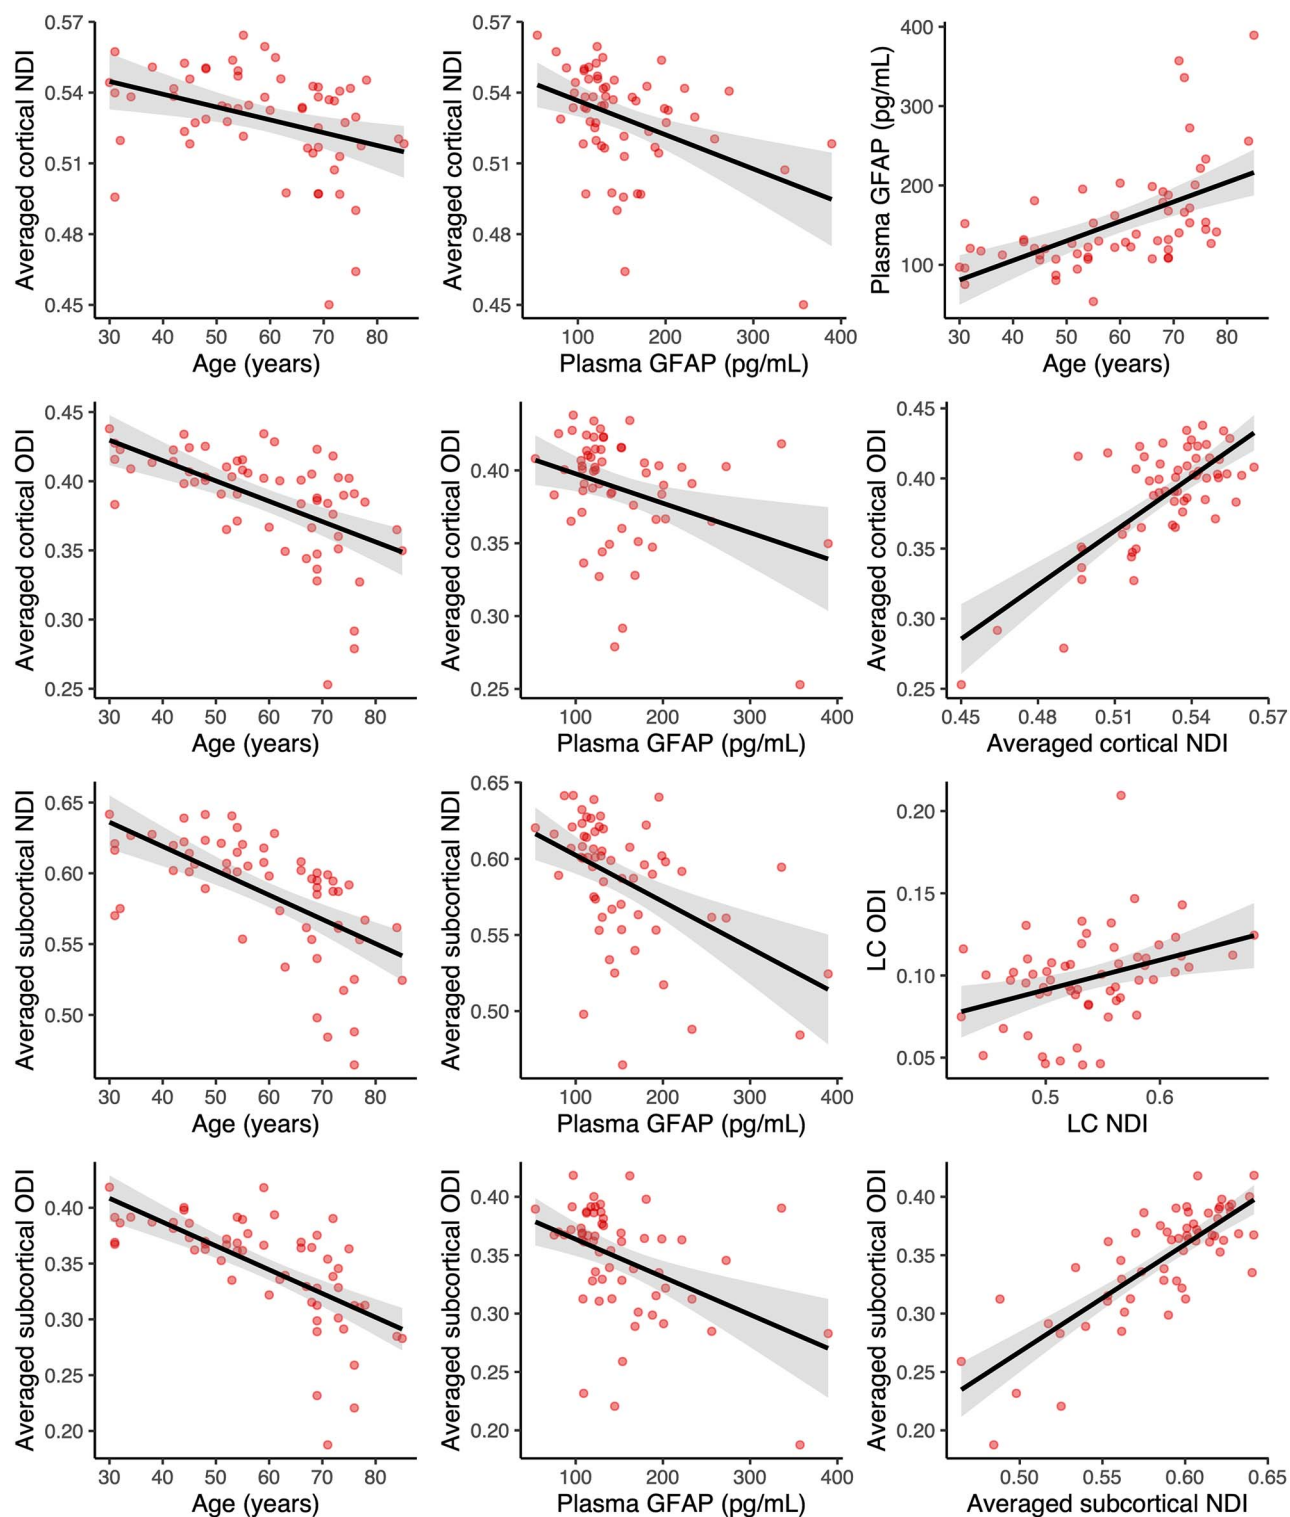 0.57
0.54
0.51
0.48
0.45
Averaged cortical NDI
30 40 50 60 70 80
Age (years)
0.57
0.54
0.51
0.48
0.45
Averaged cortical NDI
100 200 300 400
Plasma GFAP (pg/mL)
400
300
200
100
Plasma GFAP (pg/mL)
30 40 50 60 70 80
Age (years)
0.45
0.40
0.35
0.30
0.25
Averaged cortical ODI
30 40 50 60 70 80
Age (years)
0.40
0.35
0.30
0.25
Averaged cortical ODI
100 200 300 400
Plasma GFAP (pg/mL)
0.45
0.40
0.35
0.30
0.25
Averaged cortical ODI
0.45 0.48 0.51 0.54 0.57
Averaged cortical NDI
0.65
0.60
0.55
0.50
Averaged subcortical NDI
30 40 50 60 70 80
Age (years)
0.65
0.60
0.55
0.50
Averaged subcortical NDI
100 200 300 400
Plasma GFAP (pg/mL)
0.20
0.15
0.10
0.05
LC ODI
0.5 0.6
LC NDI
0.40
0.35
0.30
0.25
0.20
Averaged subcortical ODI
30 40 50 60 70 80
Age (years)
0.40
0.35
0.30
0.25
0.20
Averaged subcortical ODI
100 200 300 400
Plasma GFAP (pg/mL)
0.40
0.35
0.30
0.25
0.20
Averaged subcortical ODI
0.50 0.55 0.60 0.65
Averaged subcortical NDI